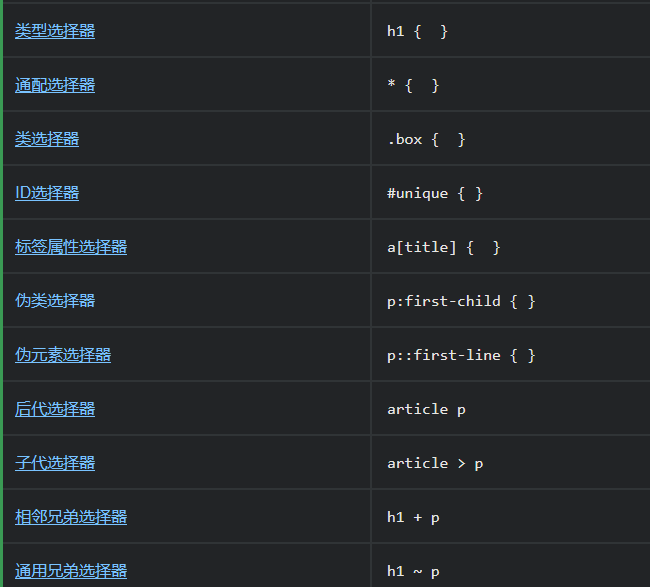 类型选择器 h1 {  }
通配选择器 * {  }
类选择器 .box {  }
ID选择器 #unique { }
标签属性选择器 a[title] {  }
伪类选择器 p:first-child { }
伪元素选择器 p::first-line { }
后代选择器 article p
子代选择器 article > p
相邻兄弟选择器 h1 + p
通用兄弟选择器 h1 ~ p